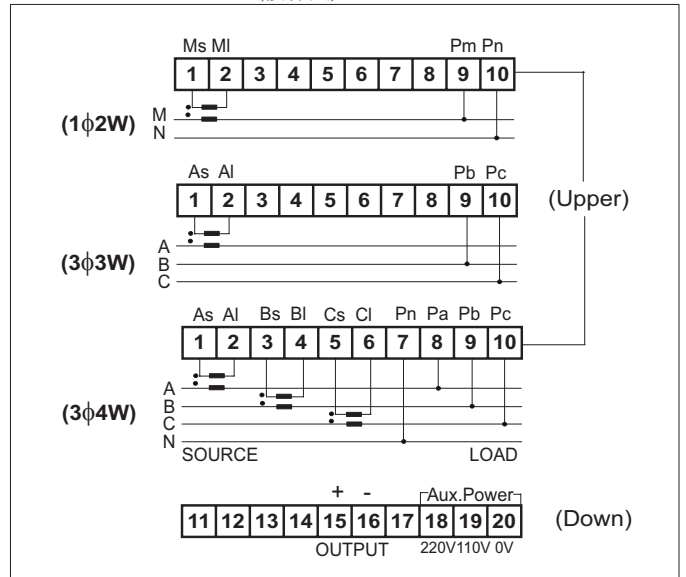 Ms Ml Pm Pn
1 2 3 4 5 6 7 8 9 10
M
(1ϕ2W)
N
As Al Pb Pc
1 2 3 4 5 6 7 8 9 10
(Upper)
A
(3ϕ3W) B
C
As Al Bs Bl Cs Cl Pn Pa Pb Pc
1 2 3 4 5 6 7 8 9 10
A
(3ϕ4W) B
C
N
SOURCE LOAD
+ - Aux.Power
11 12 13 14 15 16 17 18 19 20 (Down)
OUTPUT 220V110V 0V